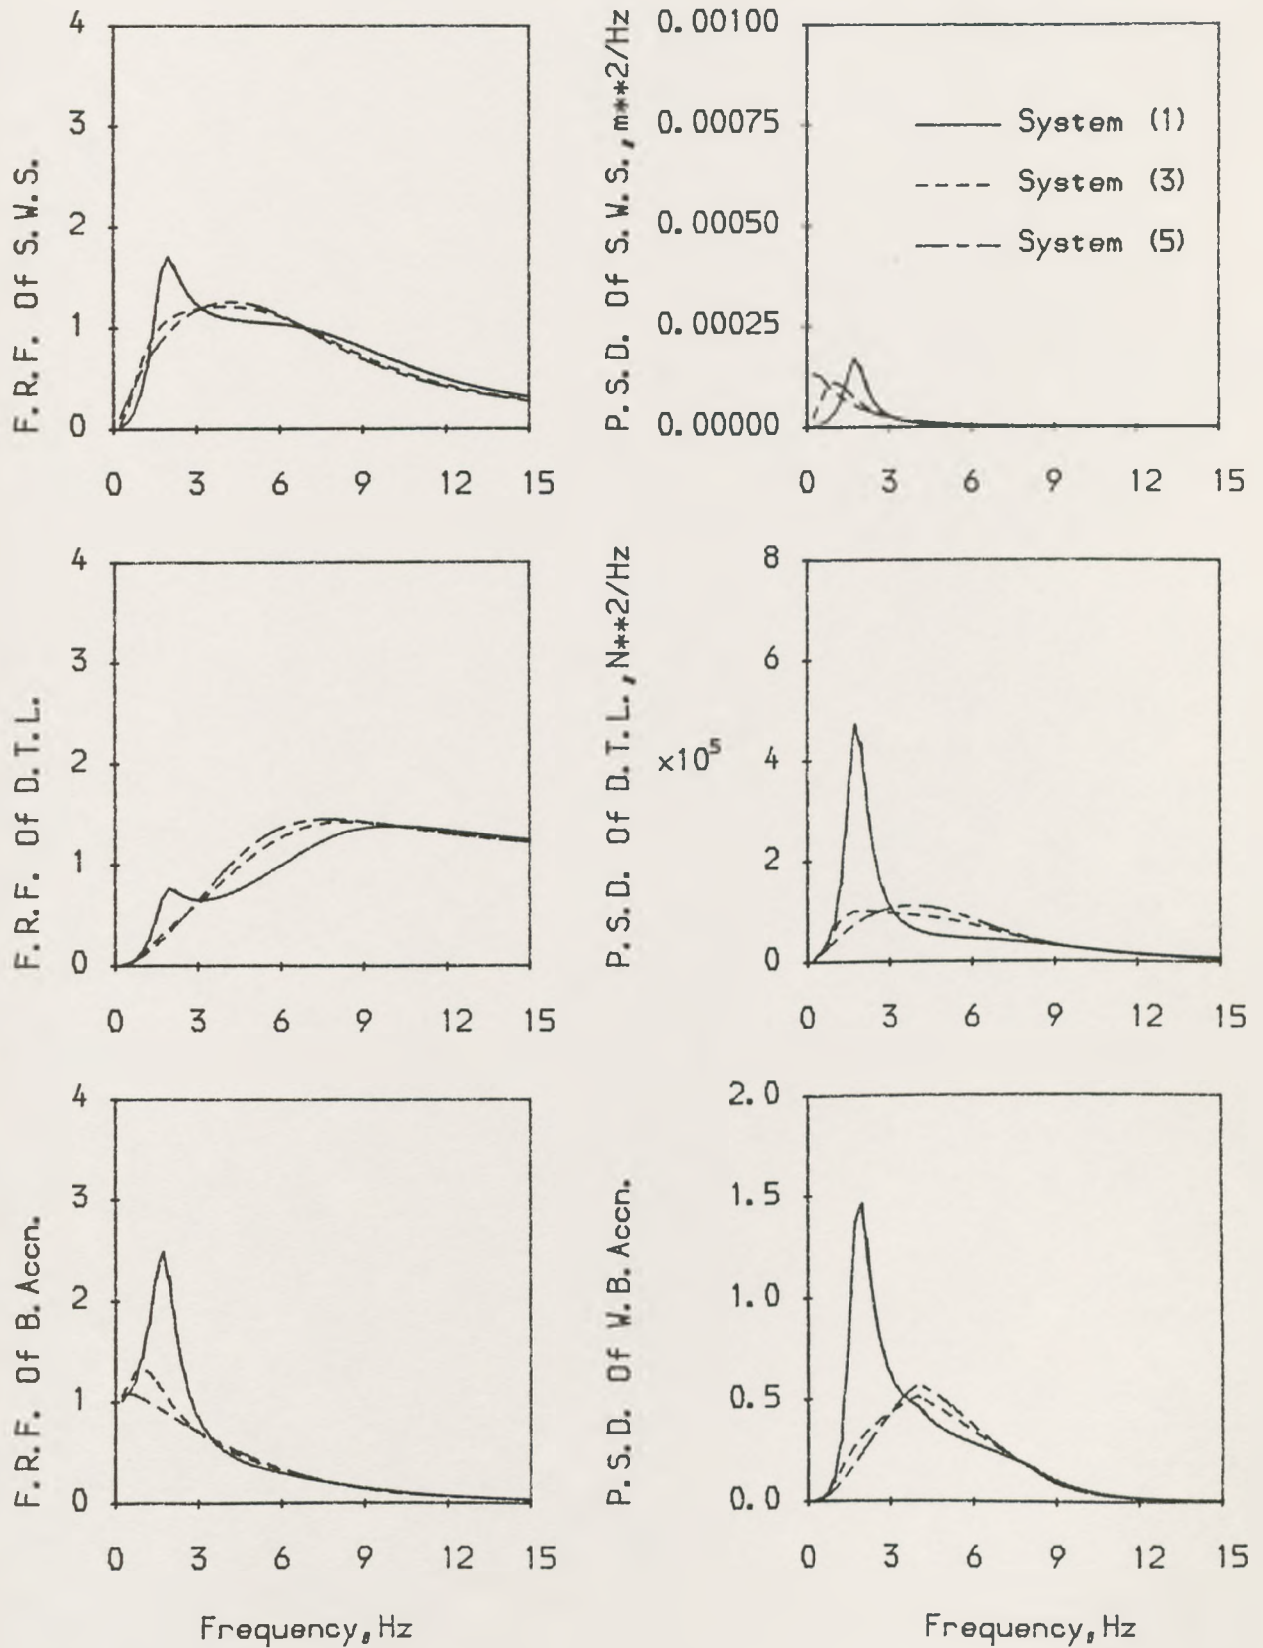 F.R.F. Of S.W.S.
4
3
2
1
0
0 3 6 9 12 15
P.S.D. Of S.W.S., m**2/Hz
0.00100
0.00075
0.00050
0.00025
0.00000
System (1)
System (3)
System (5)
0 3 6 9 12 15
F.R.F. Of D.T.L.
4
3
2
1
0
0 3 6 9 12 15
P.S.D. Of D.T.L., N**2/Hz
×10⁵
8
6
4
2
0
0 3 6 9 12 15
F.R.F. Of B.Accn.
4
3
2
1
0
0 3 6 9 12 15
Frequency, Hz
P.S.D. Of W.B.Accn.
2.0
1.5
1.0
0.5
0.0
0 3 6 9 12 15
Frequency, Hz